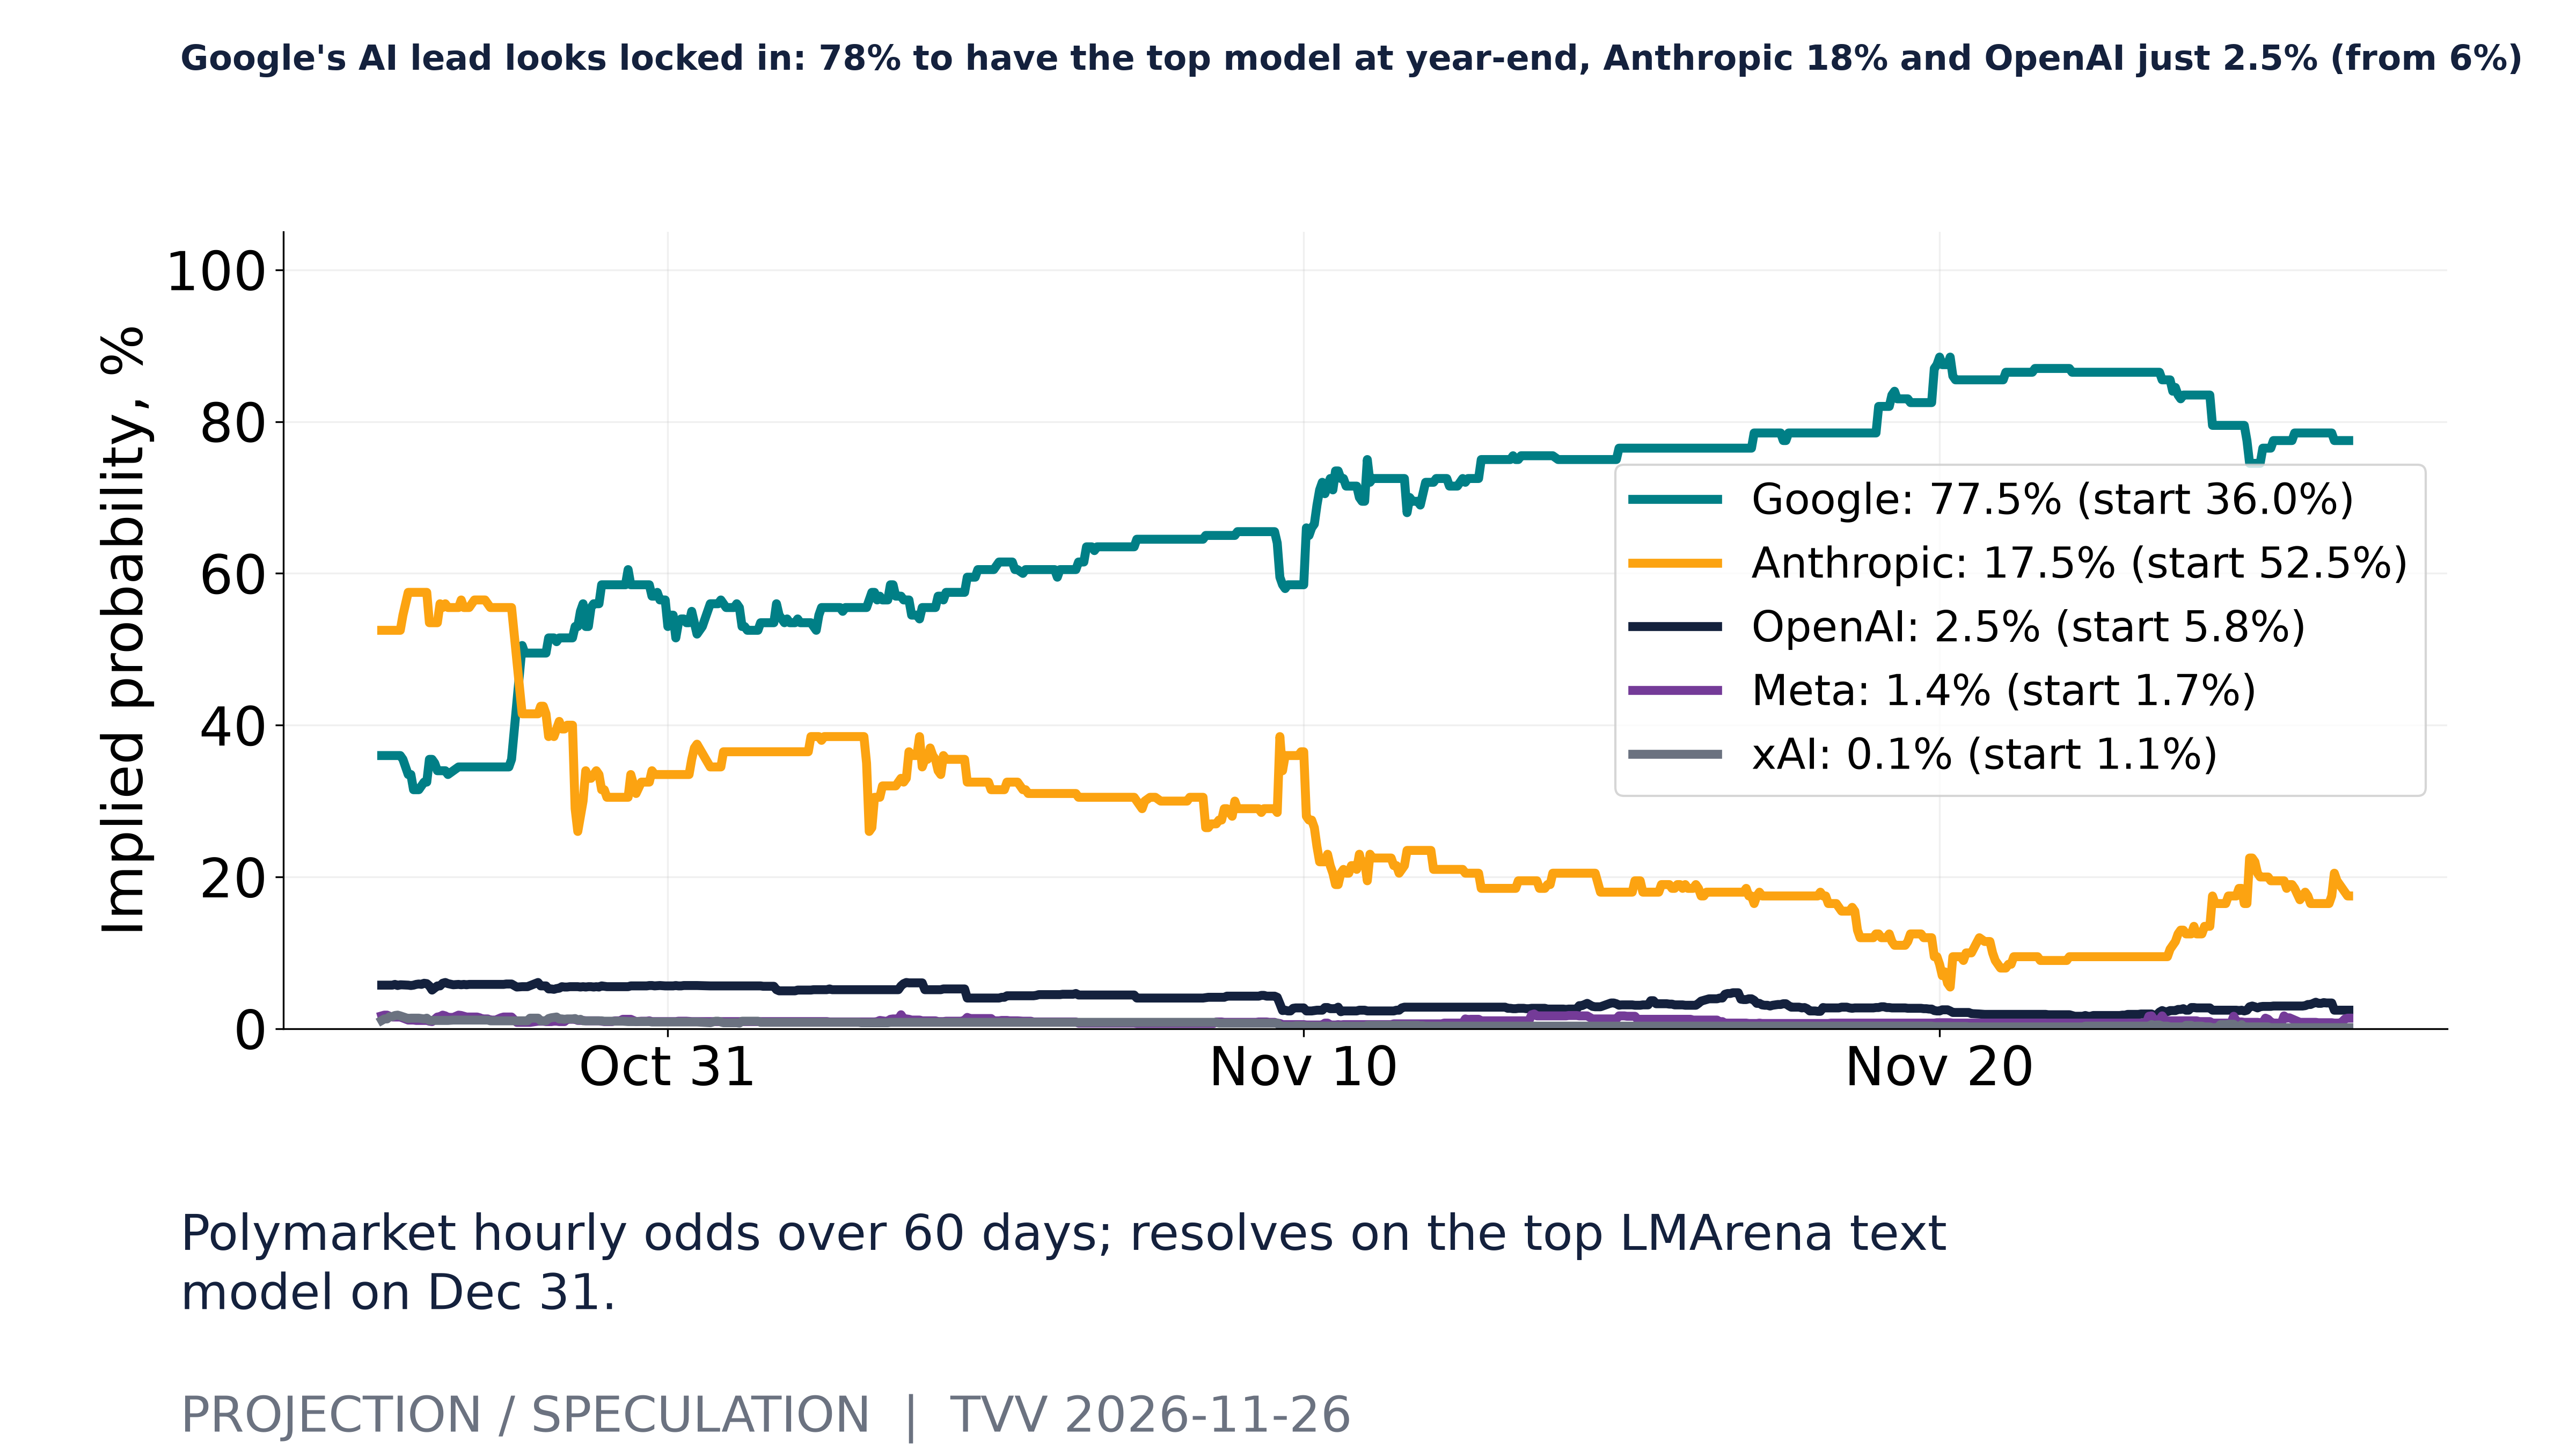 Google's AI lead looks locked in: 78% to have the top model at year-end, Anthropic 18% and OpenAI just 2.5% (from 6%)
Implied probability, %
100
80
60
40
20
0
Google: 77.5% (start 36.0%)
Anthropic: 17.5% (start 52.5%)
OpenAI: 2.5% (start 5.8%)
Meta: 1.4% (start 1.7%)
xAI: 0.1% (start 1.1%)
Oct 31
Nov 10
Nov 20
Polymarket hourly odds over 60 days; resolves on the top LMArena text
model on Dec 31.
PROJECTION / SPECULATION | TVV 2026-11-26